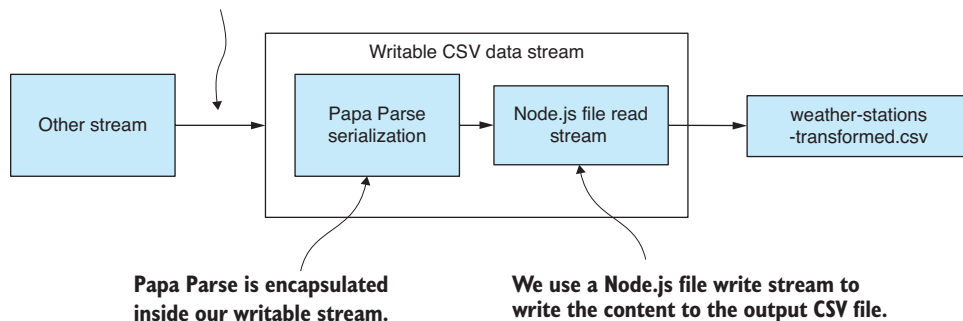 Writable CSV data stream
Other stream
Papa Parse
serialization
Node.js file read
stream
weather-stations
-transformed.csv
Papa Parse is encapsulated
inside our writable stream.
We use a Node.js file write stream to
write the content to the output CSV file.